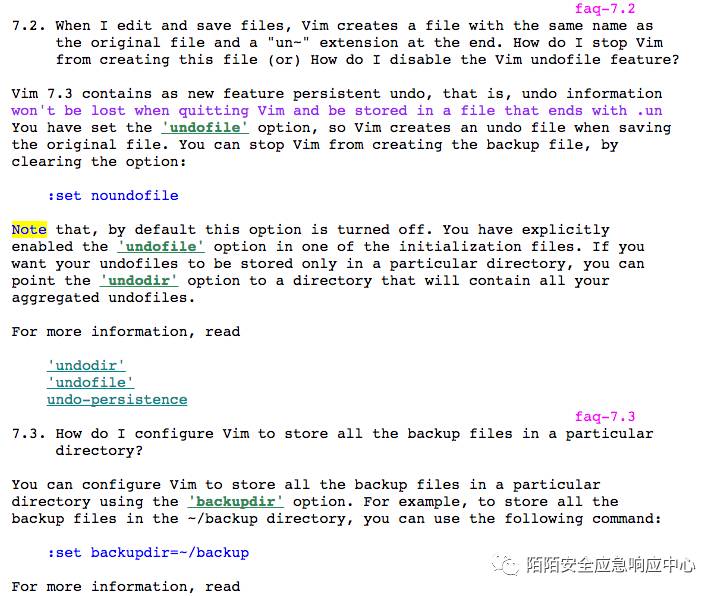 faq-7.2
7.2. When I edit and save files, Vim creates a file with the same name as
the original file and a "un~" extension at the end. How do I stop Vim
from creating this file (or) How do I disable the Vim undofile feature?
Vim 7.3 contains as new feature persistent undo, that is, undo information
won't be lost when quitting Vim and be stored in a file that ends with .un
You have set the 'undofile' option, so Vim creates an undo file when saving
the original file. You can stop Vim from creating the backup file, by
clearing the option:
:set noundofile
Note that, by default this option is turned off. You have explicitly
enabled the 'undofile' option in one of the initialization files. If you
want your undofiles to be stored only in a particular directory, you can
point the 'undodir' option to a directory that will contain all your
aggregated undofiles.
For more information, read
'undodir'
'undofile'
undo-persistence
faq-7.3
7.3. How do I configure Vim to store all the backup files in a particular
directory?
You can configure Vim to store all the backup files in a particular
directory using the 'backupdir' option. For example, to store all the
backup files in the ~/backup directory, you can use the following command:
:set backupdir=~/backup
陌陌安全应急响应中心
For more information, read